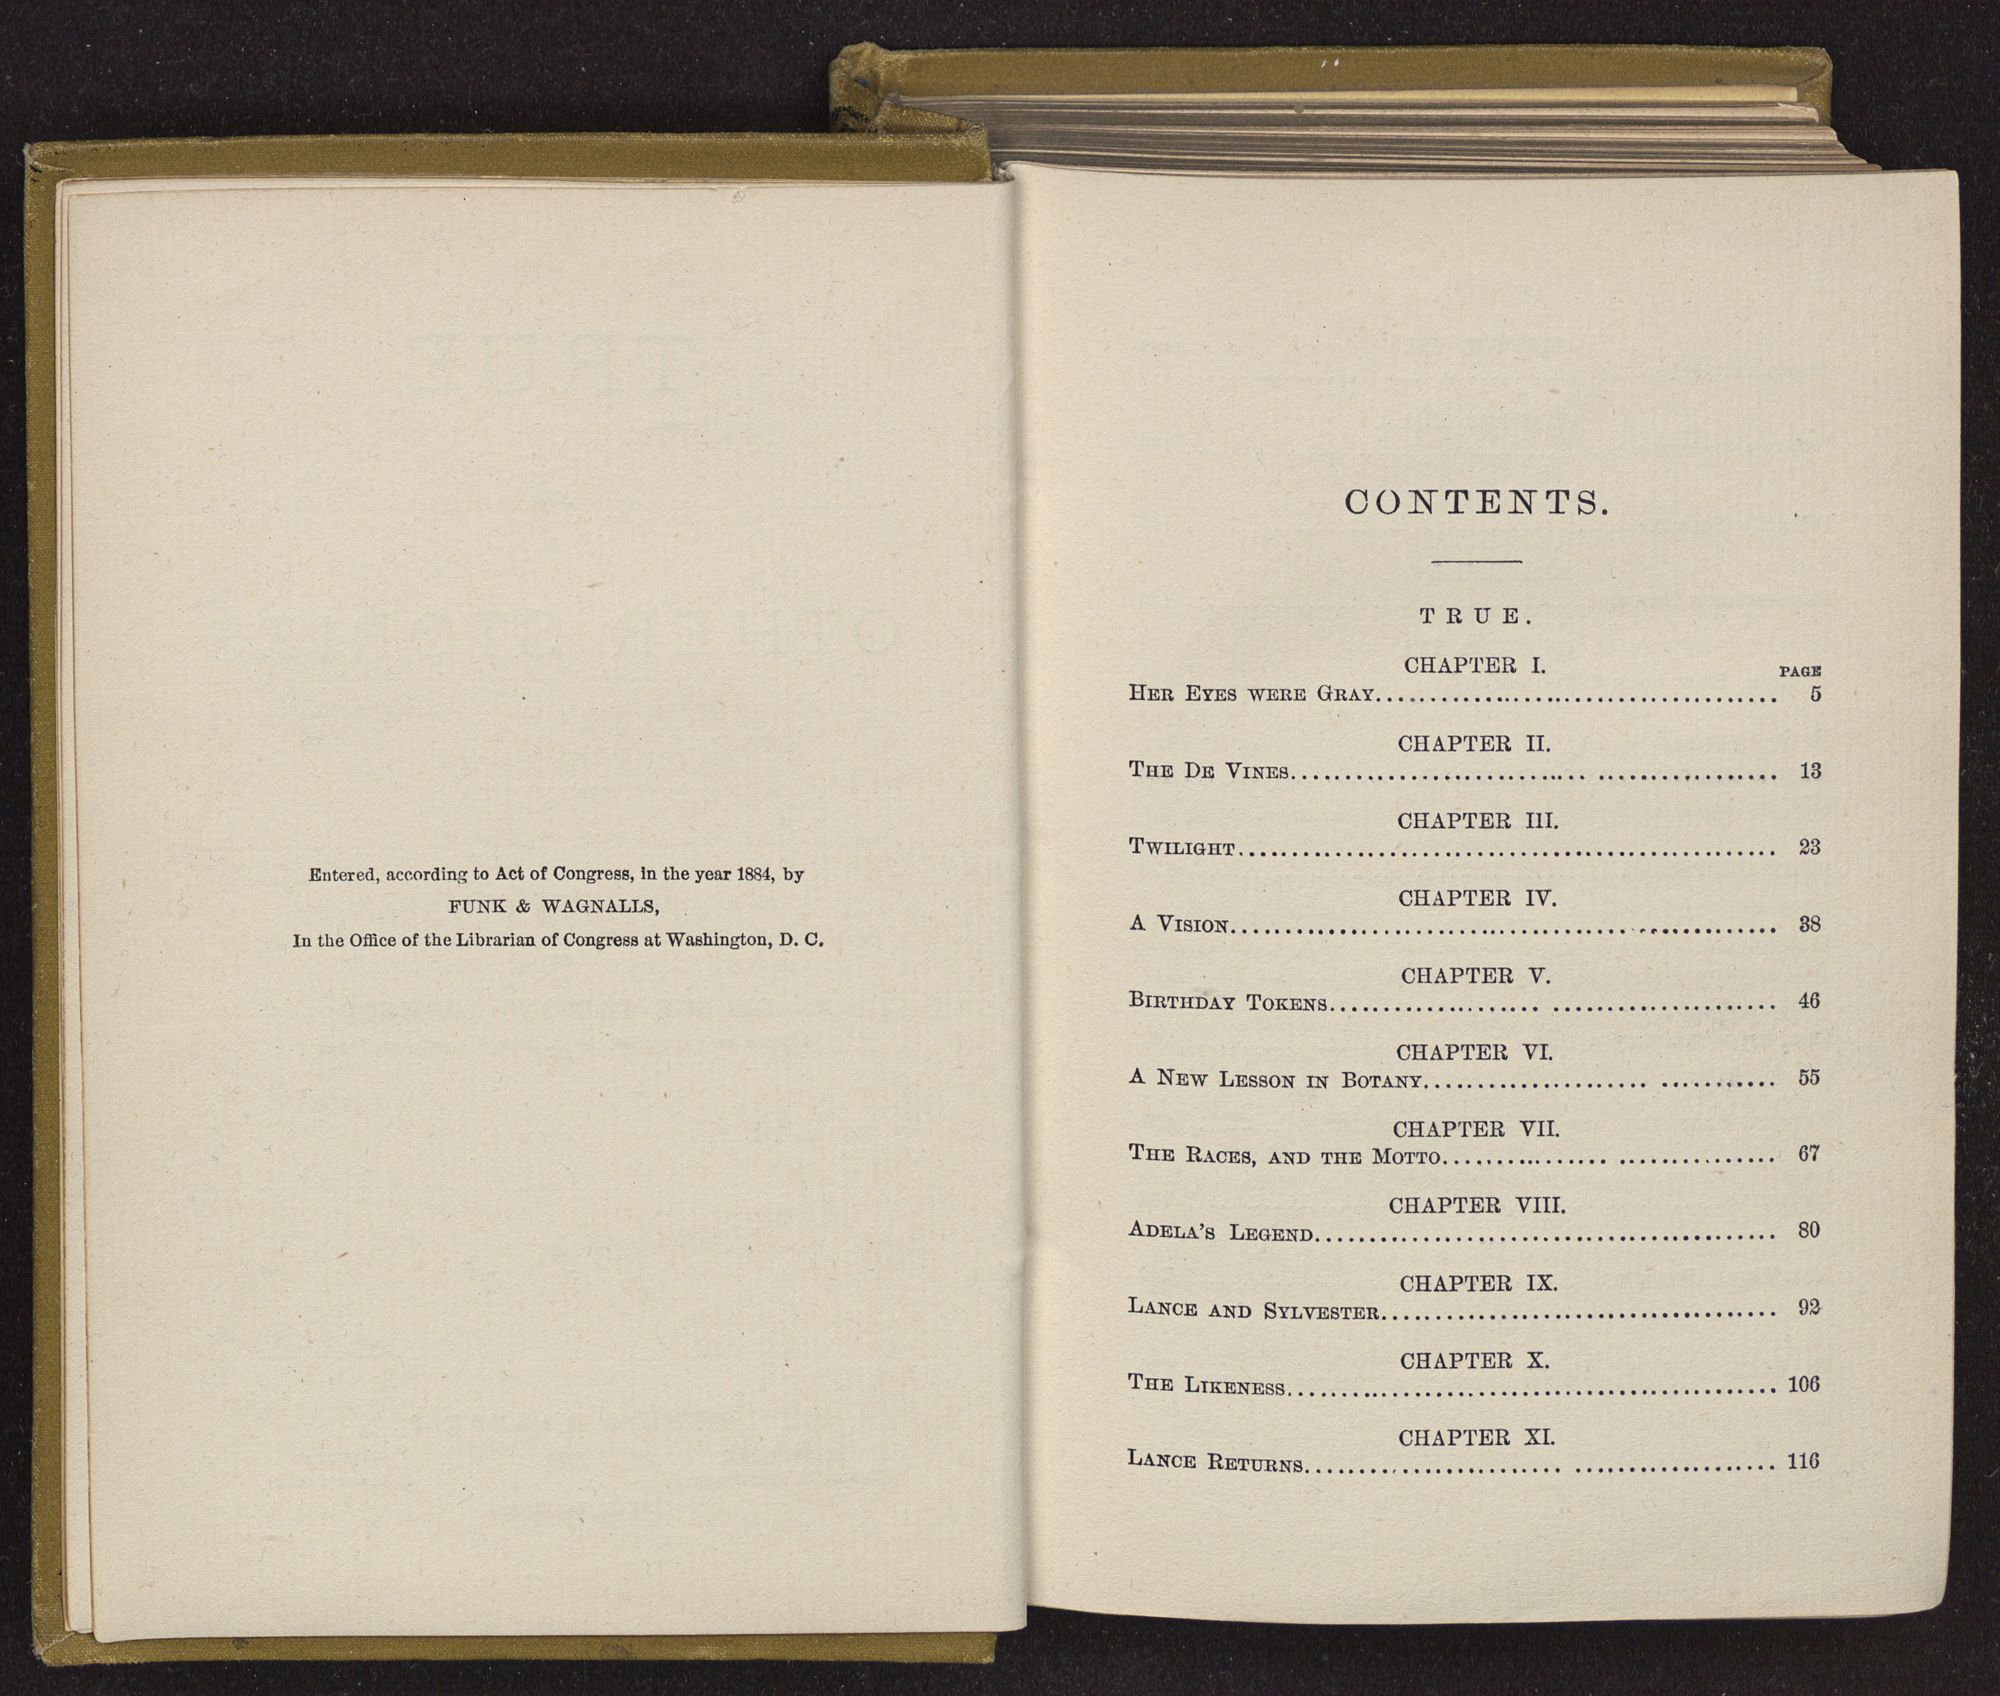 Entered, according to Act of Congress, in the year 1884, by
FUNK & WAGNALLS,
In the Office of the Librarian of Congress at Washington, D. C.
CONTENTS.
TRUE.
CHAPTER I.
PAGE
HER EYES WERE GRAY 5
CHAPTER II.
THE DE VINES 13
CHAPTER III.
TWILIGHT 23
CHAPTER IV.
A VISION 38
CHAPTER V.
BIRTHDAY TOKENS 46
CHAPTER VI.
A NEW LESSON IN BOTANY 55
CHAPTER VII.
THE RACES, AND THE MOTTO 67
CHAPTER VIII.
ADELA'S LEGEND 80
CHAPTER IX.
LANCE AND SYLVESTER 92
CHAPTER X.
THE LIKENESS 106
CHAPTER XI.
LANCE RETURNS 116